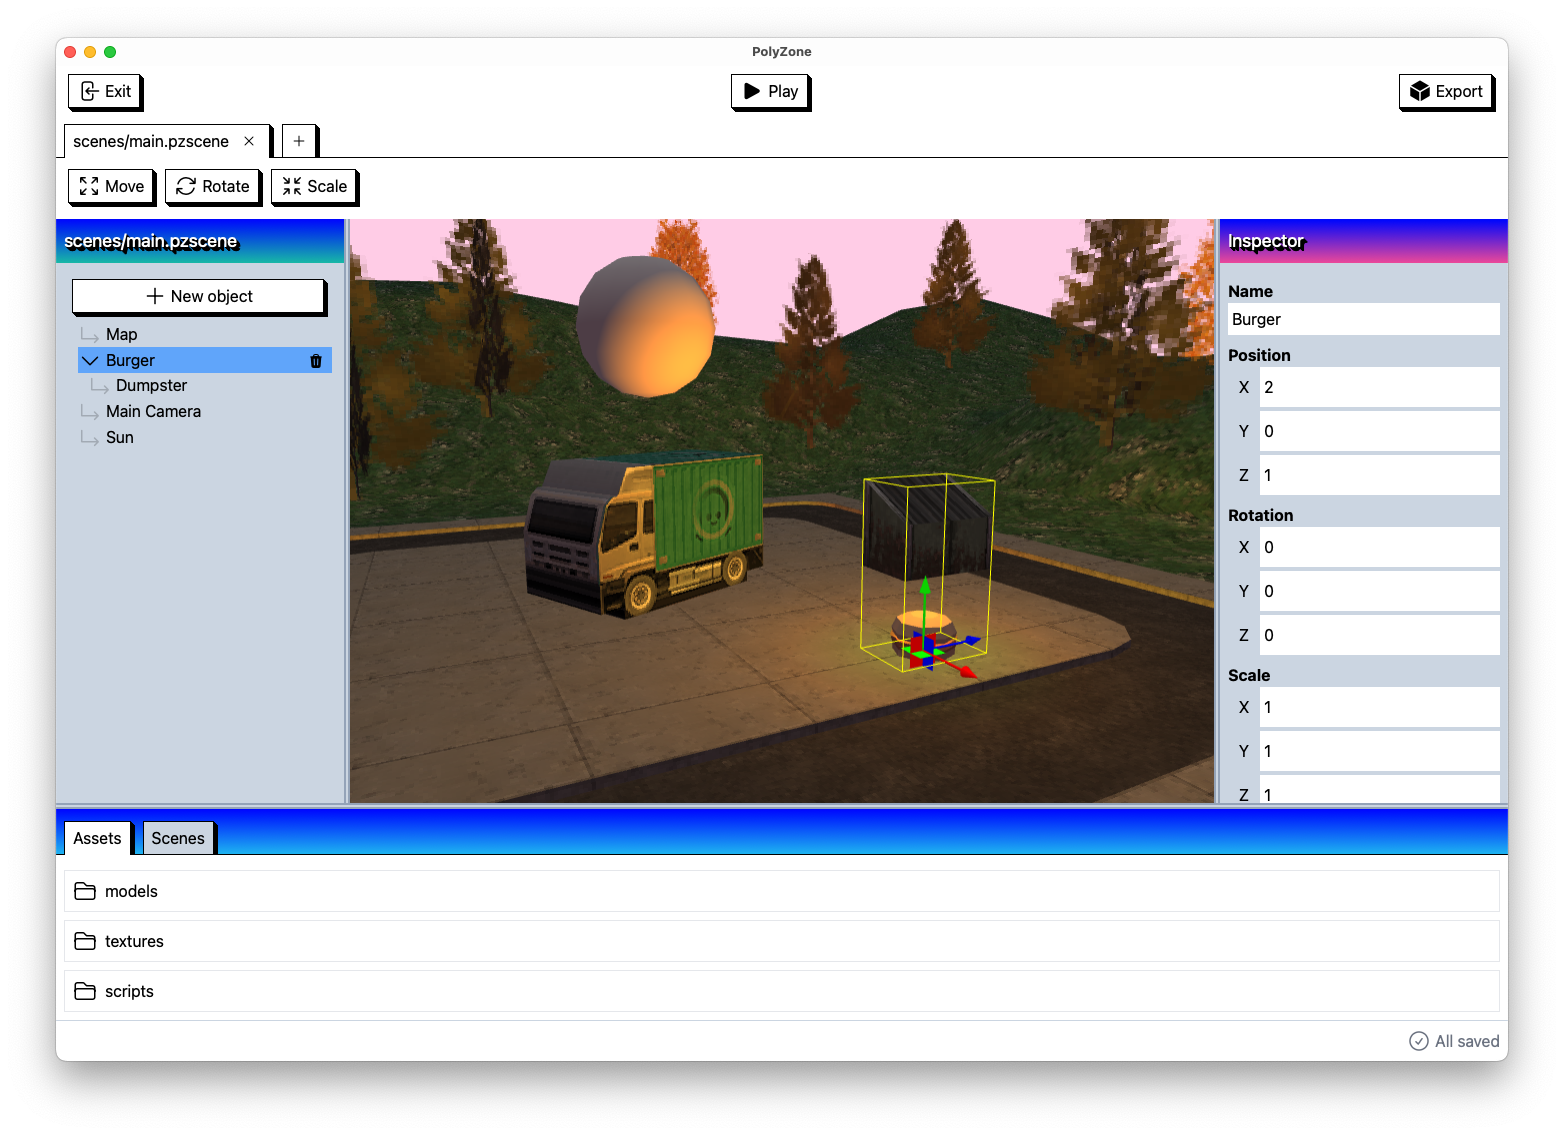 PolyZone
Exit
Play
Export
scenes/main.pzscene
Move
Rotate
Scale
scenes/main.pzscene
New object
Map
Burger
Dumpster
Main Camera
Sun
Inspector
Name
Burger
Position
X 2
Y 0
Z 1
Rotation
X 0
Y 0
Z 0
Scale
X 1
Y 1
Z 1
Assets
Scenes
models
textures
scripts
All saved